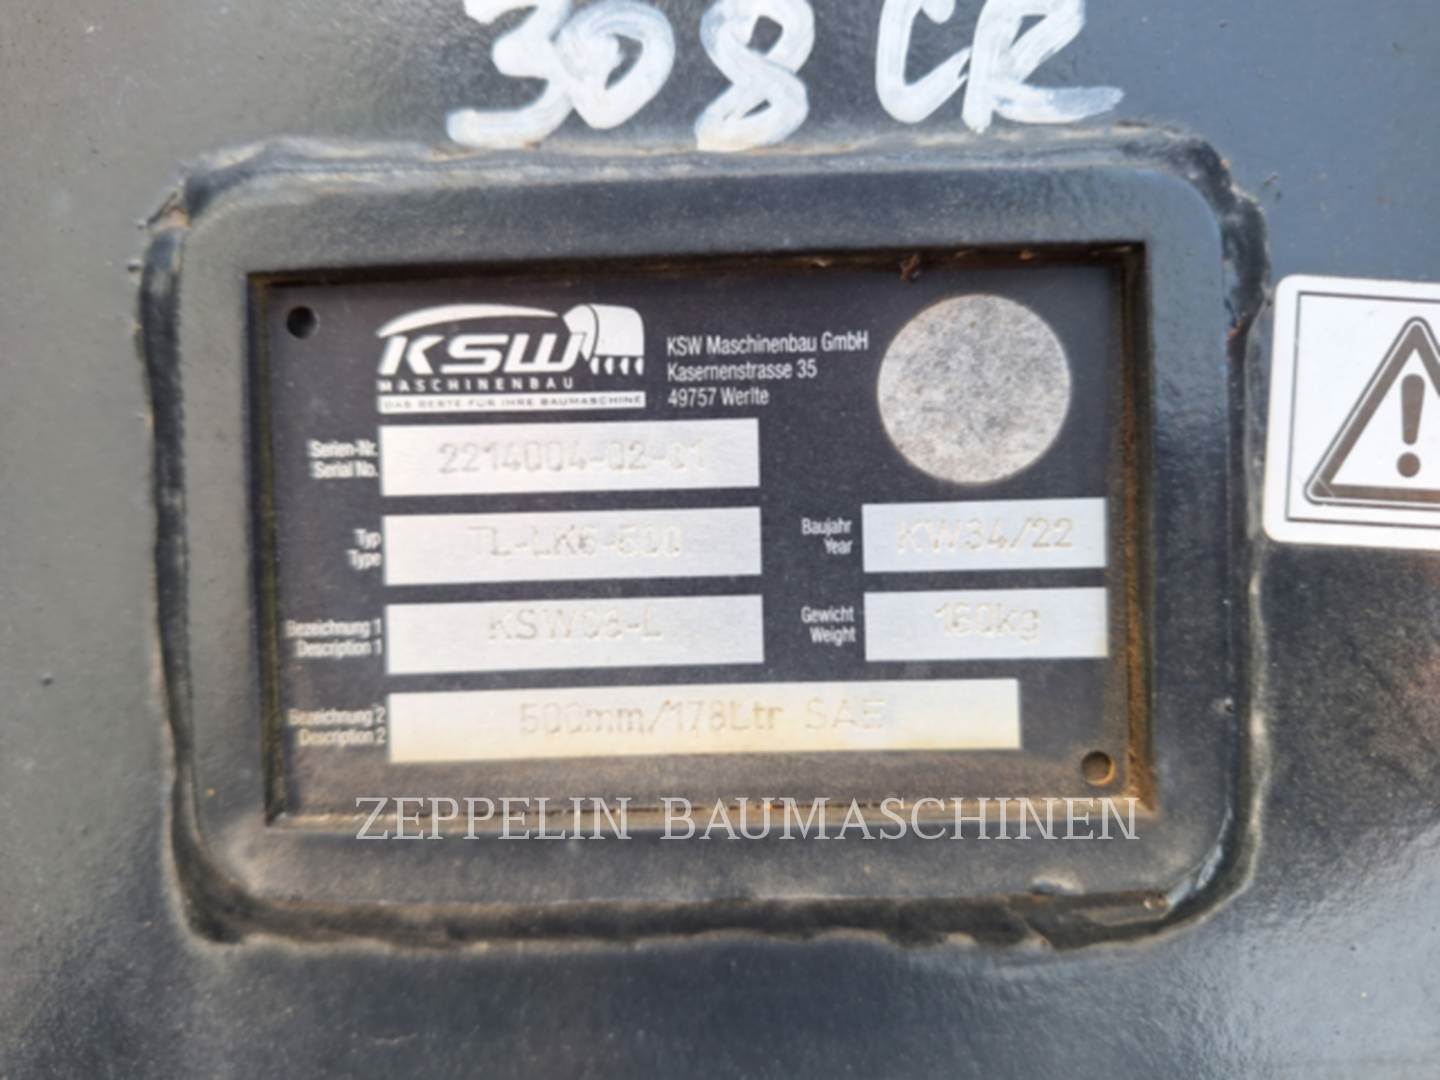 308 CR
KSW
MASCHINENBAU
DAS BESTE FÜR IHRE BAUMASCHINE
KSW Maschinenbau GmbH
Kasernenstrasse 35
49757 Werlte
Serien-Nr.
Serial No.
2214004-02-01
Typ
Type
TL-LK6-500
Baujahr
Year
KW34/22
Bezeichnung 1
Description 1
KSW08-L
Gewicht
Weight
160kg
Bezeichnung 2
Description 2
500mm/178Ltr SAE
ZEPPELIN BAUMASCHINEN